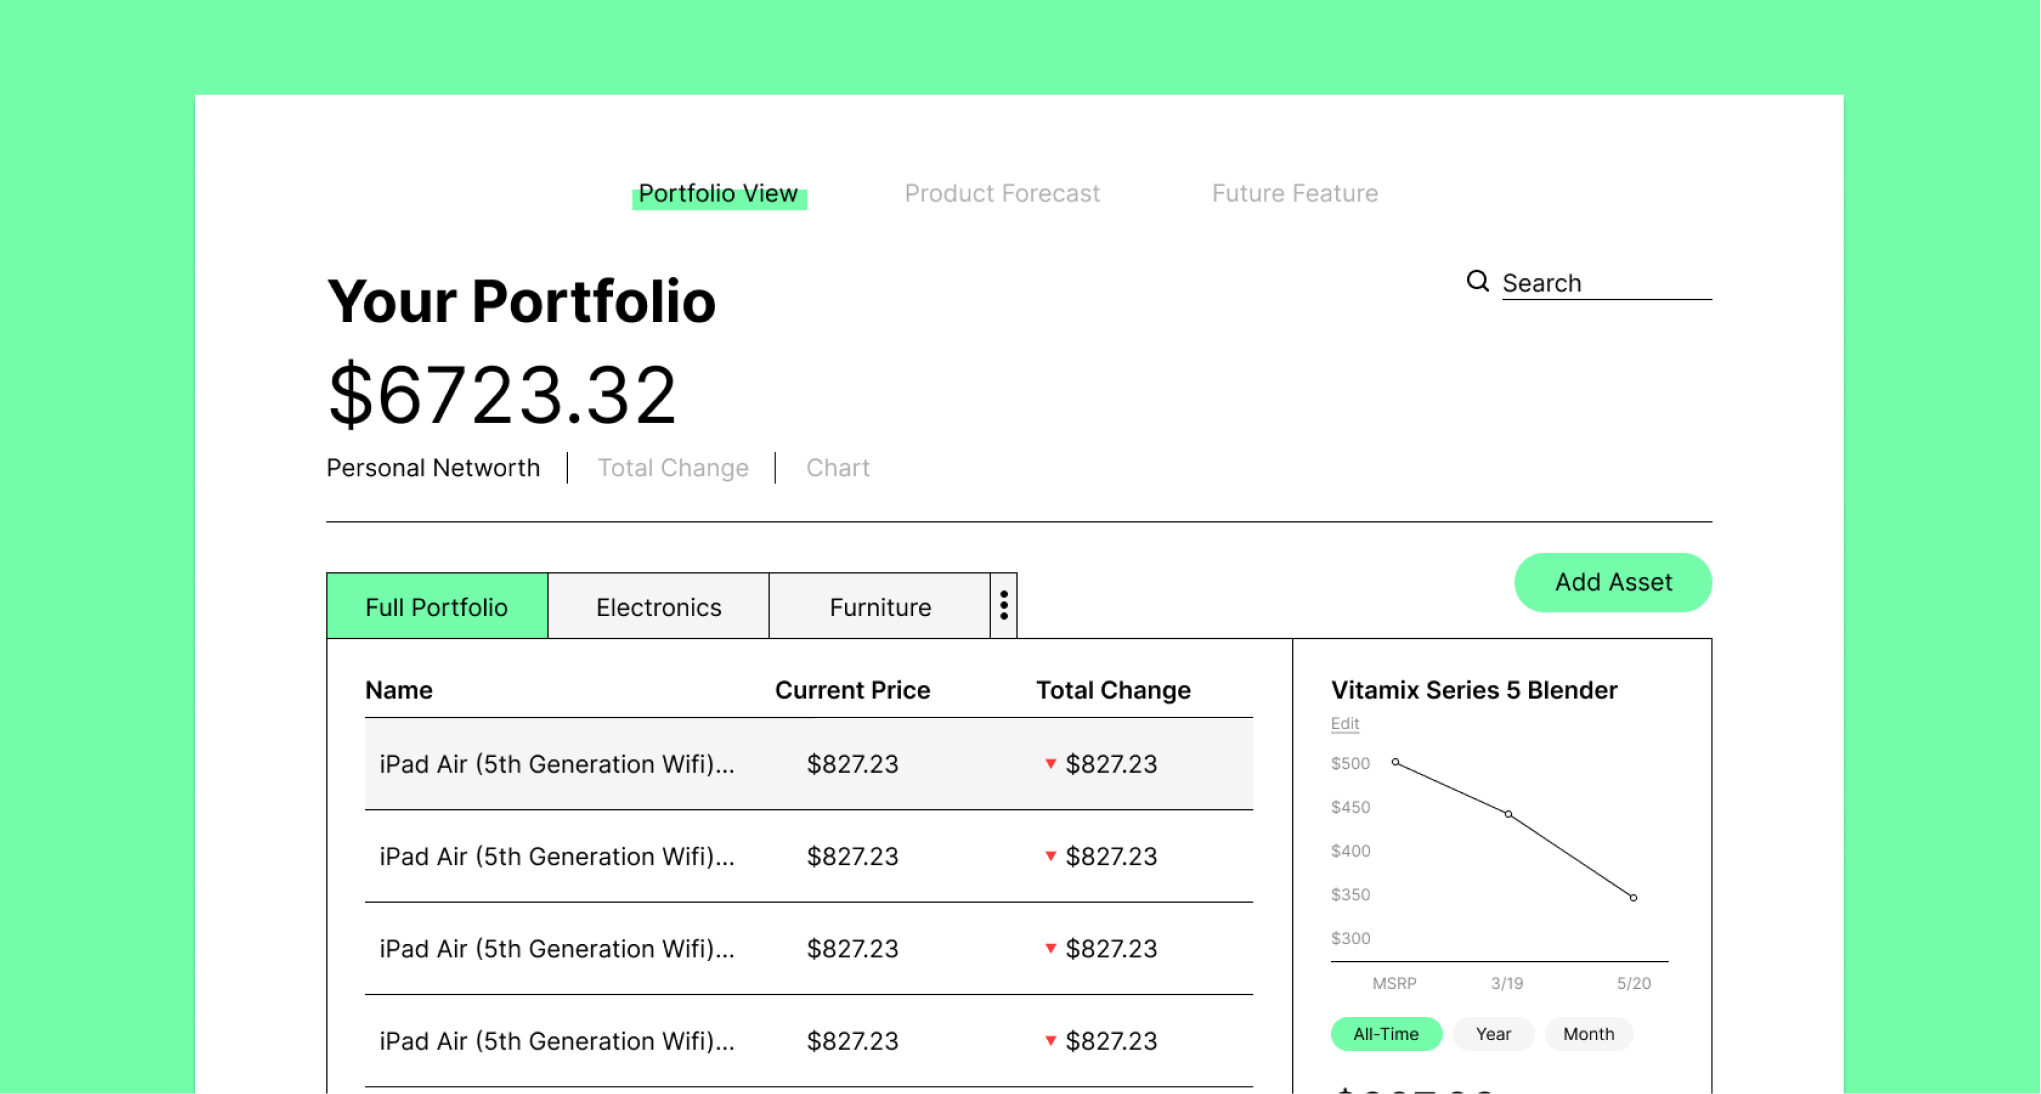 Portfolio View Product Forecast Future Feature
Your Portfolio
Search
$6723.32
Personal Networth Total Change Chart
Add Asset
Full Portfolio Electronics Furniture
Name Current Price Total Change
iPad Air (5th Generation Wifi)... $827.23 $827.23
iPad Air (5th Generation Wifi)... $827.23 $827.23
iPad Air (5th Generation Wifi)... $827.23 $827.23
iPad Air (5th Generation Wifi)... $827.23 $827.23
Vitamix Series 5 Blender
Edit
$500
$450
$400
$350
$300
MSRP 3/19 5/20
All-Time Year Month